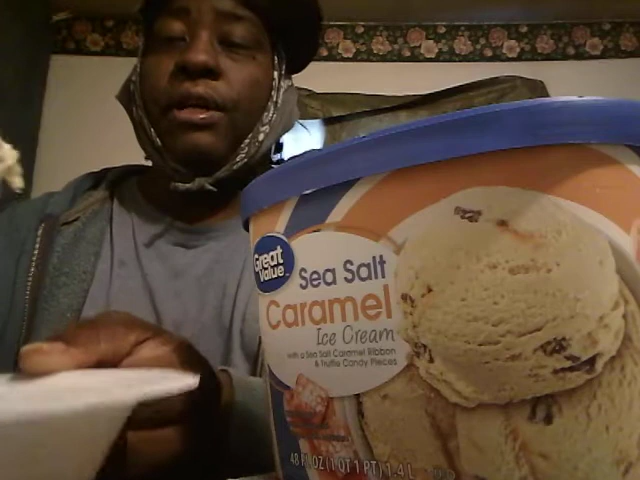 Great
Value
Sea Salt
Caramel
Ice Cream
with a Sea Salt Caramel Ribbon
& Truffle Candy Pieces
48 FL OZ (1 QT 1 PT) 1.4 L